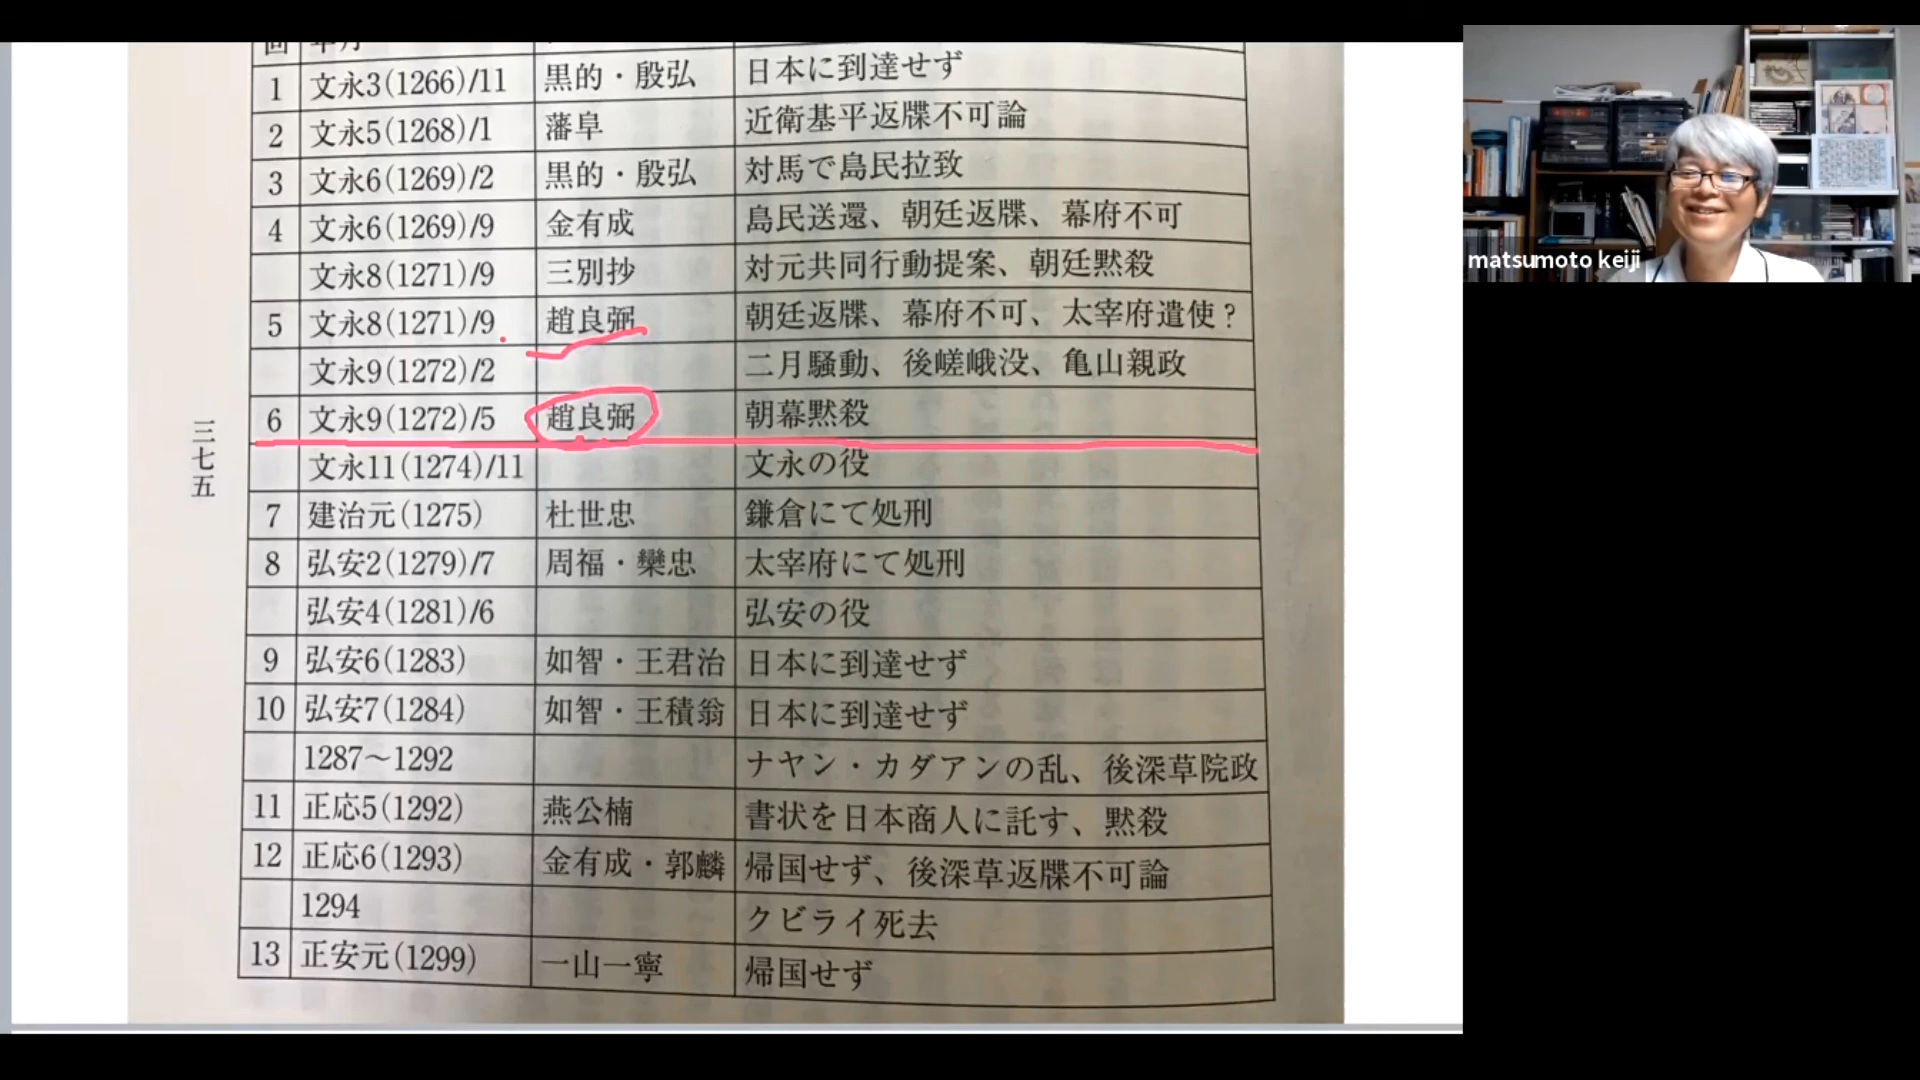 1 文永3(1266)/11 黒的・殷弘 日本に到達せず
2 文永5(1268)/1 藩阜 近衛基平返牒不可論
3 文永6(1269)/2 黒的・殷弘 対馬で島民拉致
4 文永6(1269)/9 金有成 島民送還、朝廷返牒、幕府不可
文永8(1271)/9 三別抄 対元共同行動提案、朝廷黙殺
5 文永8(1271)/9 趙良弼 朝廷返牒、幕府不可、太宰府遣使？
文永9(1272)/2 二月騒動、後嵯峨没、亀山親政
6 文永9(1272)/5 趙良弼 朝幕黙殺
文永11(1274)/11 文永の役
7 建治元(1275) 杜世忠 鎌倉にて処刑
8 弘安2(1279)/7 周福・欒忠 太宰府にて処刑
弘安4(1281)/6 弘安の役
9 弘安6(1283) 如智・王君治 日本に到達せず
10 弘安7(1284) 如智・王積翁 日本に到達せず
1287～1292 ナヤン・カダアンの乱、後深草院政
11 正応5(1292) 燕公楠 書状を日本商人に託す、黙殺
12 正応6(1293) 金有成・郭麟 帰国せず、後深草返牒不可論
1294 クビライ死去
13 正安元(1299) 一山一寧 帰国せず
三七五
matsumoto keiji